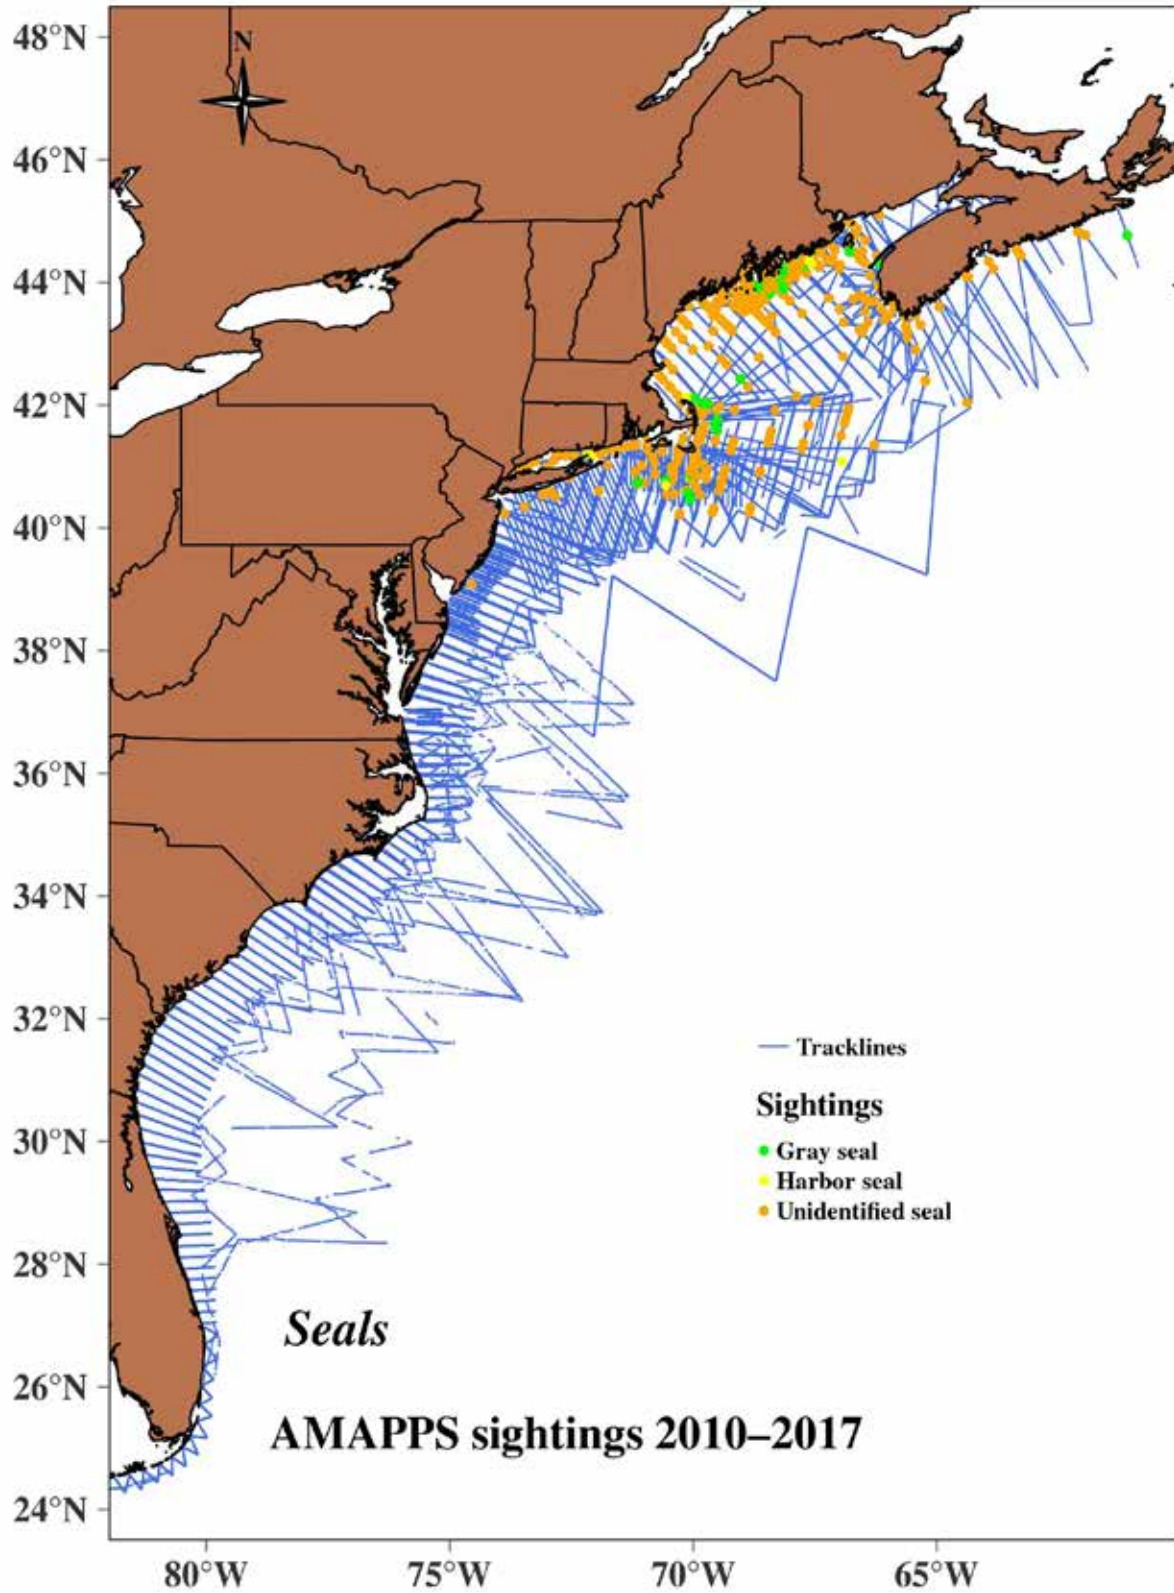 48°N
N
46°N
44°N
42°N
40°N
38°N
36°N
34°N
32°N
Tracklines
Sightings
30°N
Gray seal
Harbor seal
Unidentified seal
28°N
Seals
26°N
AMAPPS sightings 2010–2017
24°N
80°W 75°W 70°W 65°W